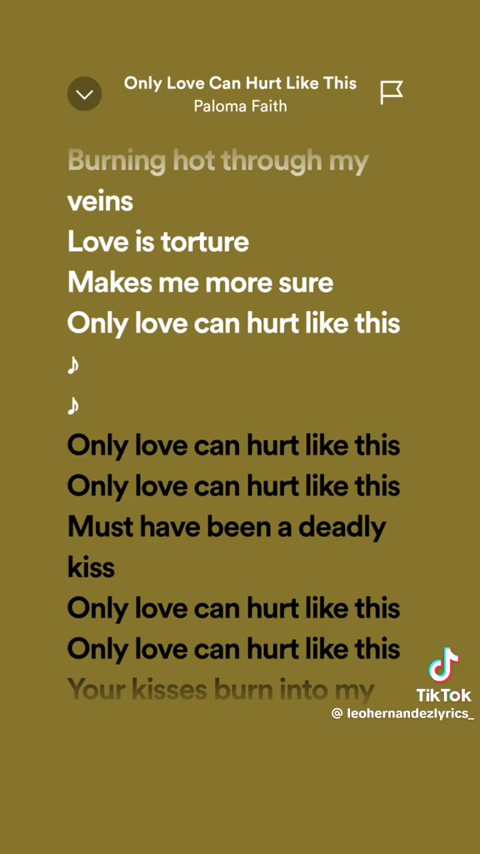 Only Love Can Hurt Like This
Paloma Faith
Burning hot through my
veins
Love is torture
Makes me more sure
Only love can hurt like this
♪
♪
Only love can hurt like this
Only love can hurt like this
Must have been a deadly
kiss
Only love can hurt like this
Only love can hurt like this
Your kisses burn into my
TikTok
@ leohernandezlyrics_